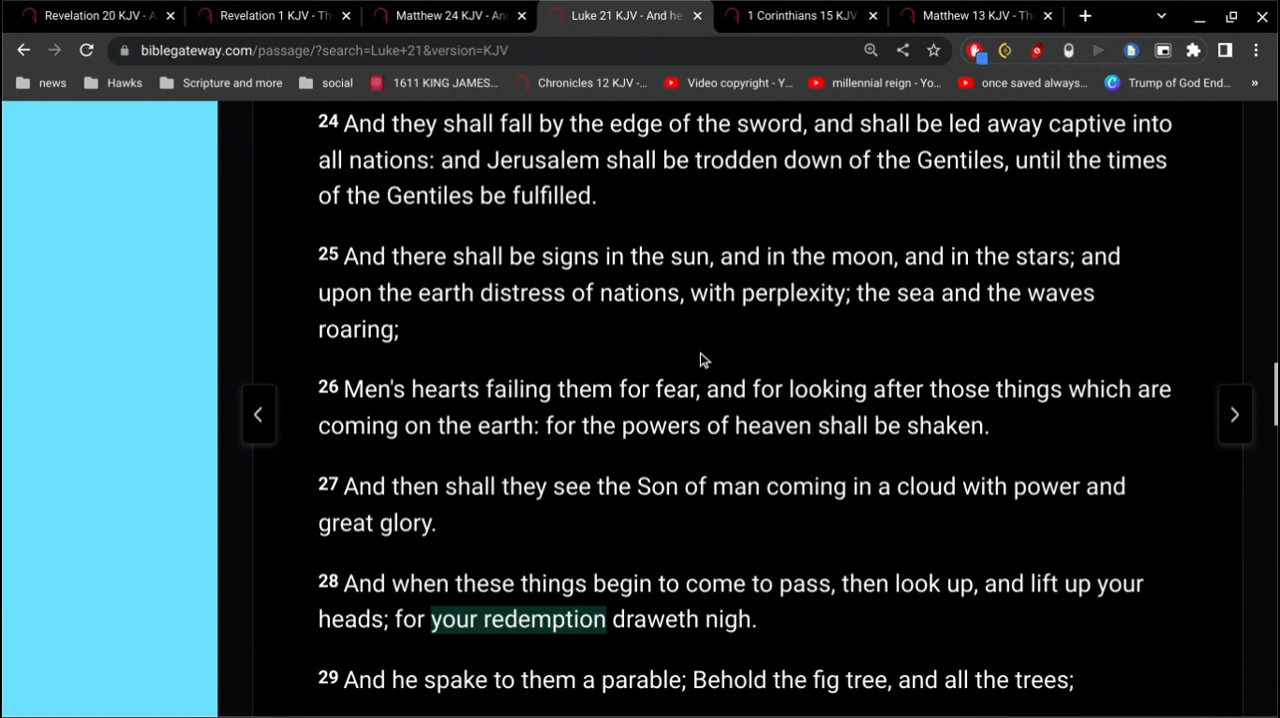 Revelation 20 KJV - A
Revelation 1 KJV - Th
Matthew 24 KJV - An
Luke 21 KJV - And he
1 Corinthians 15 KJV
Matthew 13 KJV - Th
biblegateway.com/passage/?search=Luke+21&version=KJV
news
Hawks
Scripture and more
social
1611 KING JAMES...
Chronicles 12 KJV -...
Video copyright - Y...
millennial reign - Yo...
once saved always...
Trump of God End...
»
24 And they shall fall by the edge of the sword, and shall be led away captive into
all nations: and Jerusalem shall be trodden down of the Gentiles, until the times
of the Gentiles be fulfilled.
25 And there shall be signs in the sun, and in the moon, and in the stars; and
upon the earth distress of nations, with perplexity; the sea and the waves
roaring;
26 Men's hearts failing them for fear, and for looking after those things which are
coming on the earth: for the powers of heaven shall be shaken.
27 And then shall they see the Son of man coming in a cloud with power and
great glory.
28 And when these things begin to come to pass, then look up, and lift up your
heads; for your redemption draweth nigh.
29 And he spake to them a parable; Behold the fig tree, and all the trees;